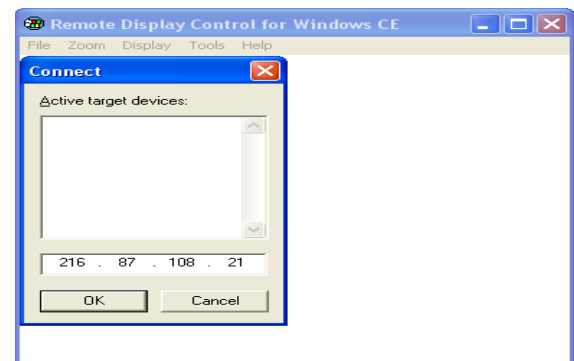 Remote Display Control for Windows CE
File Zoom Display Tools Help
Connect
Active target devices:
216 . 87 . 108 . 21
OK Cancel